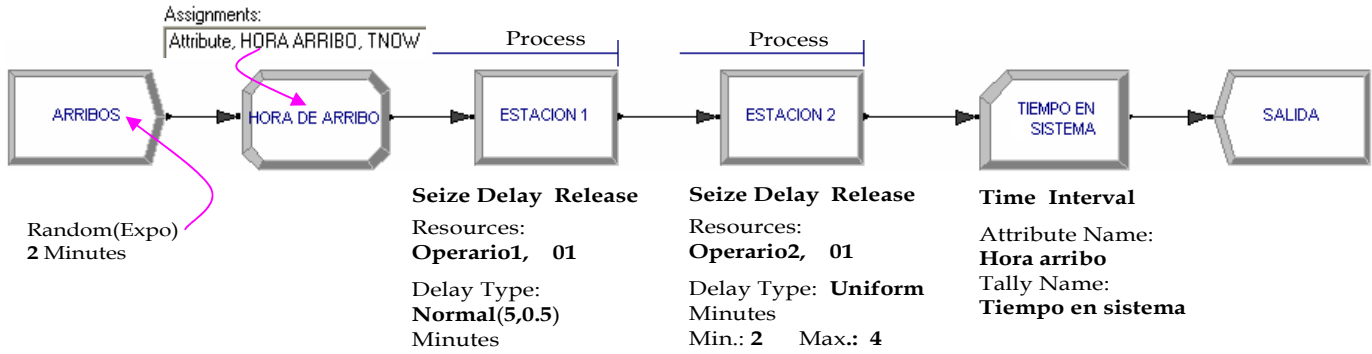 Assignments:
Attribute, HORA ARRIBO, TNOW
Process
Process
ARRIBOS
HORA DE ARRIBO
ESTACION 1
ESTACION 2
TIEMPO EN
SISTEMA
SALIDA
Random(Expo)
2 Minutes
Seize Delay Release
Resources:
Operario1, 01
Delay Type:
Normal(5,0.5)
Minutes
Seize Delay Release
Resources:
Operario2, 01
Delay Type: Uniform
Minutes
Min.: 2 Max.: 4
Time Interval
Attribute Name:
Hora arribo
Tally Name:
Tiempo en sistema